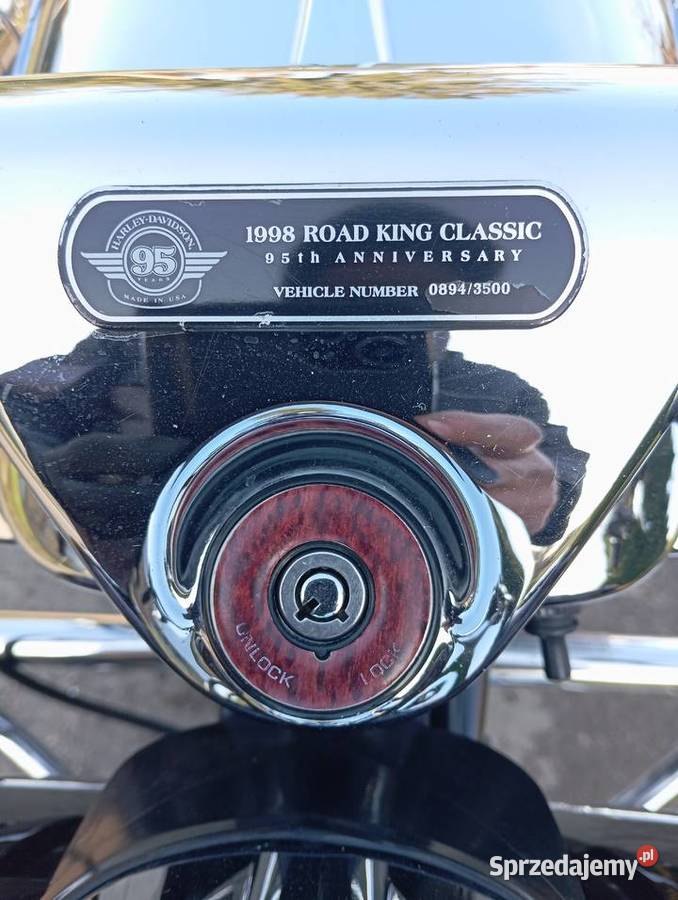 HARLEY-DAVIDSON
95
YEARS
MADE IN USA
1998 ROAD KING CLASSIC
95th ANNIVERSARY
VEHICLE NUMBER 0894/3500
UNLOCK
LOCK
Sprzedajemy.pl